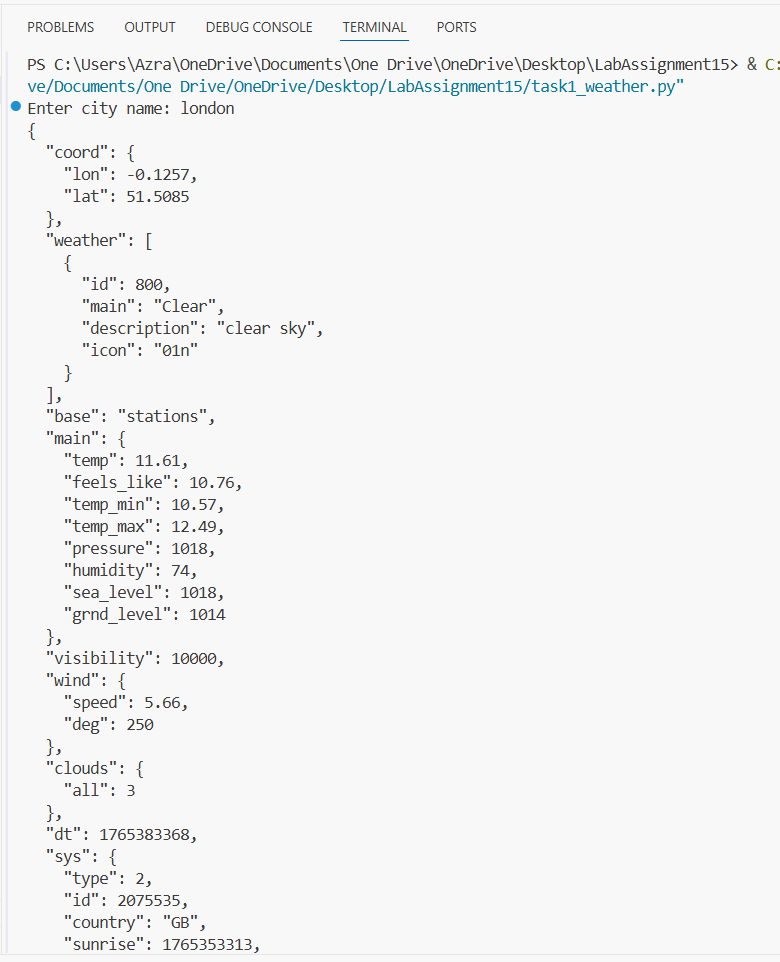 PROBLEMS OUTPUT DEBUG CONSOLE TERMINAL PORTS
PS C:\Users\Azra\OneDrive\Documents\One Drive\OneDrive\Desktop\LabAssignment15> & C:
ve/Documents/One Drive/OneDrive/Desktop/LabAssignment15/task1_weather.py"
Enter city name: london
{
  "coord": {
    "lon": -0.1257,
    "lat": 51.5085
  },
  "weather": [
    {
      "id": 800,
      "main": "Clear",
      "description": "clear sky",
      "icon": "01n"
    }
  ],
  "base": "stations",
  "main": {
    "temp": 11.61,
    "feels_like": 10.76,
    "temp_min": 10.57,
    "temp_max": 12.49,
    "pressure": 1018,
    "humidity": 74,
    "sea_level": 1018,
    "grnd_level": 1014
  },
  "visibility": 10000,
  "wind": {
    "speed": 5.66,
    "deg": 250
  },
  "clouds": {
    "all": 3
  },
  "dt": 1765383368,
  "sys": {
    "type": 2,
    "id": 2075535,
    "country": "GB",
    "sunrise": 1765353313,